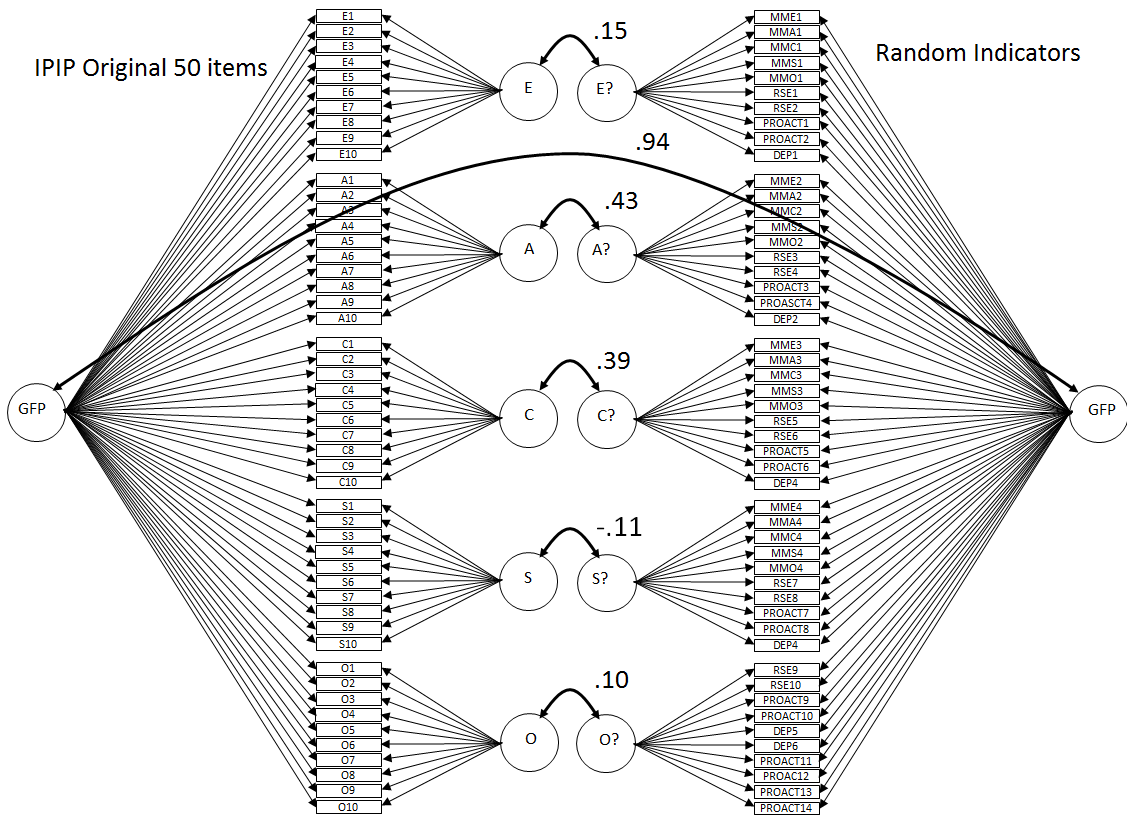 IPIP Original 50 items
Random Indicators
E1
E2
E3
E4
E5
E6
E7
E8
E9
E10
A1
A2
A3
A4
A5
A6
A7
A8
A9
A10
C1
C2
C3
C4
C5
C6
C7
C8
C9
C10
S1
S2
S3
S4
S5
S6
S7
S8
S9
S10
O1
O2
O3
O4
O5
O6
O7
O8
O9
O10
GFP
.15
E
E?
.94
.43
A
A?
.39
C
C?
-.11
S
S?
.10
O
O?
MME1
MMA1
MMC1
MMS1
MMO1
RSE1
RSE2
PROACT1
PROACT2
DEP1
MME2
MMA2
MMC2
MMS2
MMO2
RSE3
RSE4
PROACT3
PROASCT4
DEP2
MME3
MMA3
MMC3
MMS3
MMO3
RSE5
RSE6
PROACT5
PROACT6
DEP4
MME4
MMA4
MMC4
MMS4
MMO4
RSE7
RSE8
PROACT7
PROACT8
DEP4
RSE9
RSE10
PROACT9
PROACT10
DEP5
DEP6
PROACT11
PROAC12
PROACT13
PROACT14
GFP